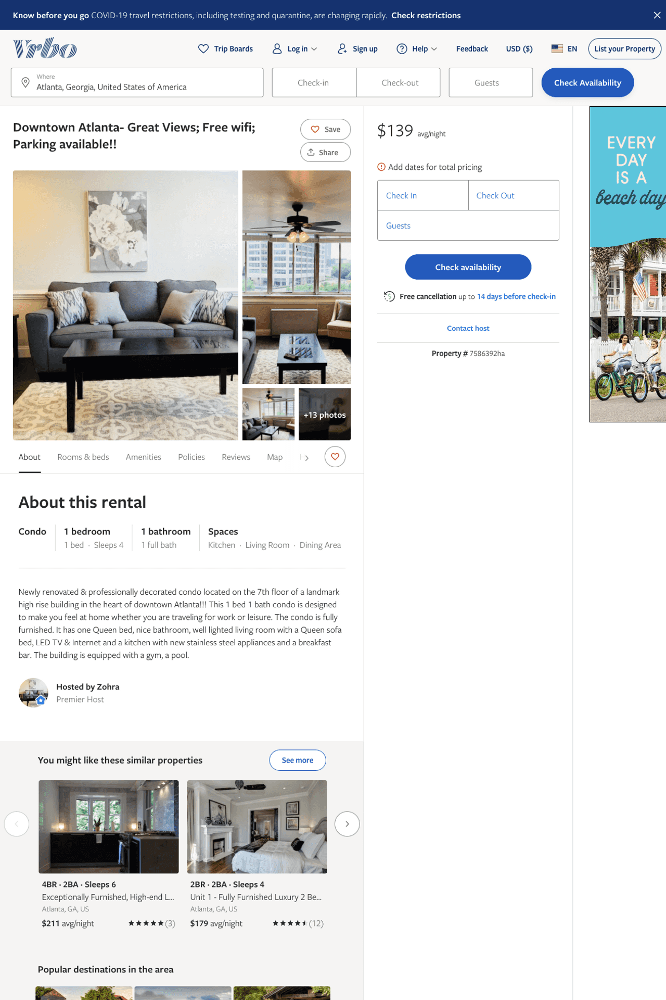 Know before you go COVID-19 travel restrictions, including testing and quarantine, are changing rapidly. Check restrictions
Vrbo
Trip Boards
Log in
Sign up
Help
Feedback
USD ($)
EN
List your Property
Where
Atlanta, Georgia, United States of America
Check-in
Check-out
Guests
Check Availability
Downtown Atlanta- Great Views; Free wifi;
Parking available!!
Save
Share
+13 photos
$139 avg/night
Add dates for total pricing
Check In
Check Out
Guests
Check availability
Free cancellation up to 14 days before check-in
Contact host
Property # 7586392ha
EVERY
DAY
IS A
beach day
About
Rooms & beds
Amenities
Policies
Reviews
Map
About this rental
Condo
1 bedroom
1 bed · Sleeps 4
1 bathroom
1 full bath
Spaces
Kitchen · Living Room · Dining Area
Newly renovated & professionally decorated condo located on the 7th floor of a landmark
high rise building in the heart of downtown Atlanta!!! This 1 bed 1 bath condo is designed
to make you feel at home whether you are traveling for work or leisure. The condo is fully
furnished. It has one Queen bed, nice bathroom, well lighted living room with a Queen sofa
bed, LED TV & Internet and a kitchen with new stainless steel appliances and a breakfast
bar. The building is equipped with a gym, a pool.
Hosted by Zohra
Premier Host
You might like these similar properties
See more
4BR · 2BA · Sleeps 6
Exceptionally Furnished, High-end L...
Atlanta, GA, US
$211 avg/night
(3)
2BR · 2BA · Sleeps 4
Unit 1 - Fully Furnished Luxury 2 Be...
Atlanta, GA, US
$179 avg/night
(12)
Popular destinations in the area